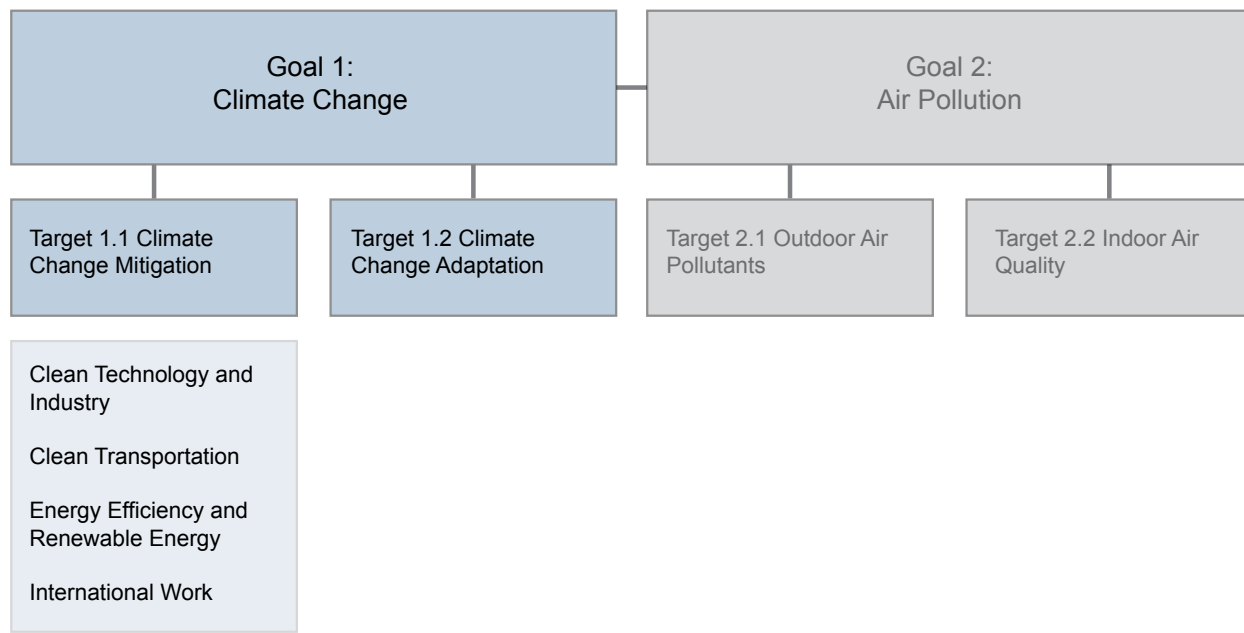 Goal 1:
Climate Change
Goal 2:
Air Pollution
Target 1.1 Climate
Change Mitigation
Target 1.2 Climate
Change Adaptation
Target 2.1 Outdoor Air
Pollutants
Target 2.2 Indoor Air
Quality
Clean Technology and
Industry
Clean Transportation
Energy Efficiency and
Renewable Energy
International Work